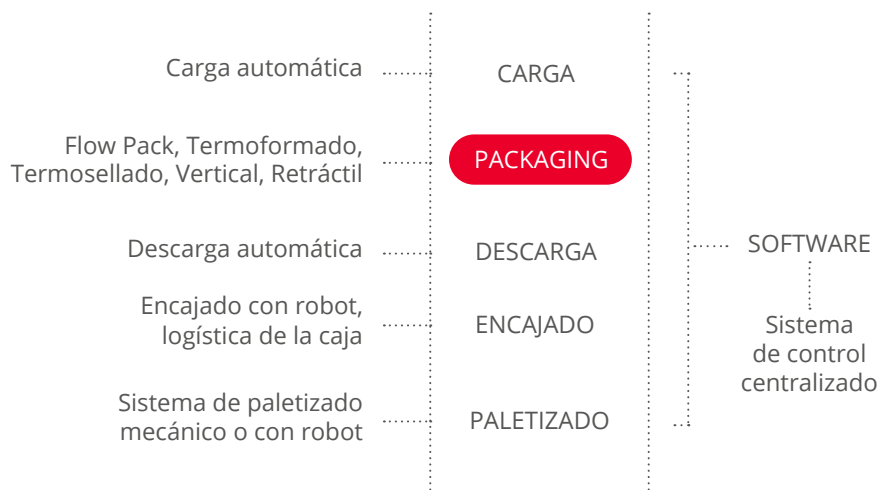 Carga automática
CARGA
Flow Pack, Termoformado,
Termosellado, Vertical, Retráctil
PACKAGING
Descarga automática
DESCARGA
Encajado con robot,
logística de la caja
ENCAJADO
Sistema de paletizado
mecánico o con robot
PALETIZADO
SOFTWARE
Sistema
de control
centralizado